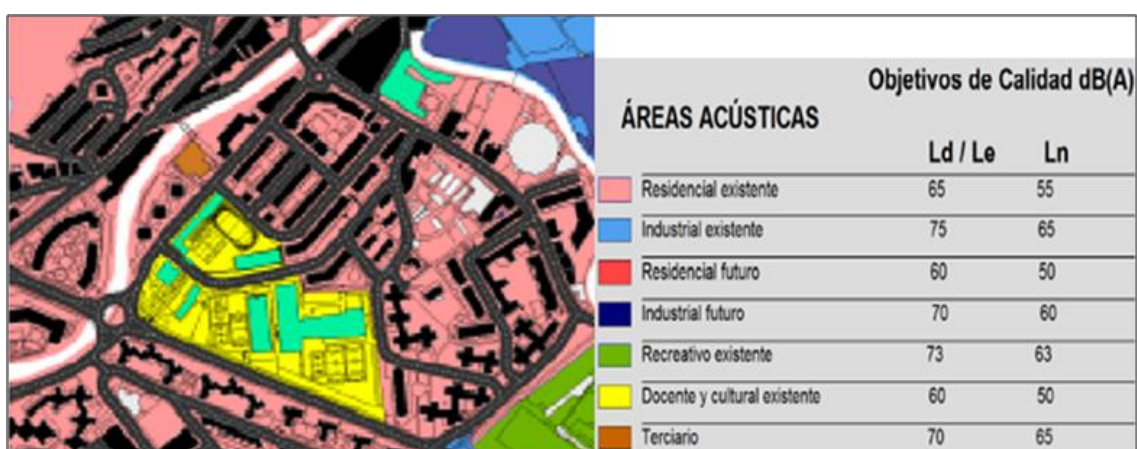 Objetivos de Calidad dB(A)
ÁREAS ACÚSTICAS
Ld / Le Ln
Residencial existente 65 55
Industrial existente 75 65
Residencial futuro 60 50
Industrial futuro 70 60
Recreativo existente 73 63
Docente y cultural existente 60 50
Terciario 70 65